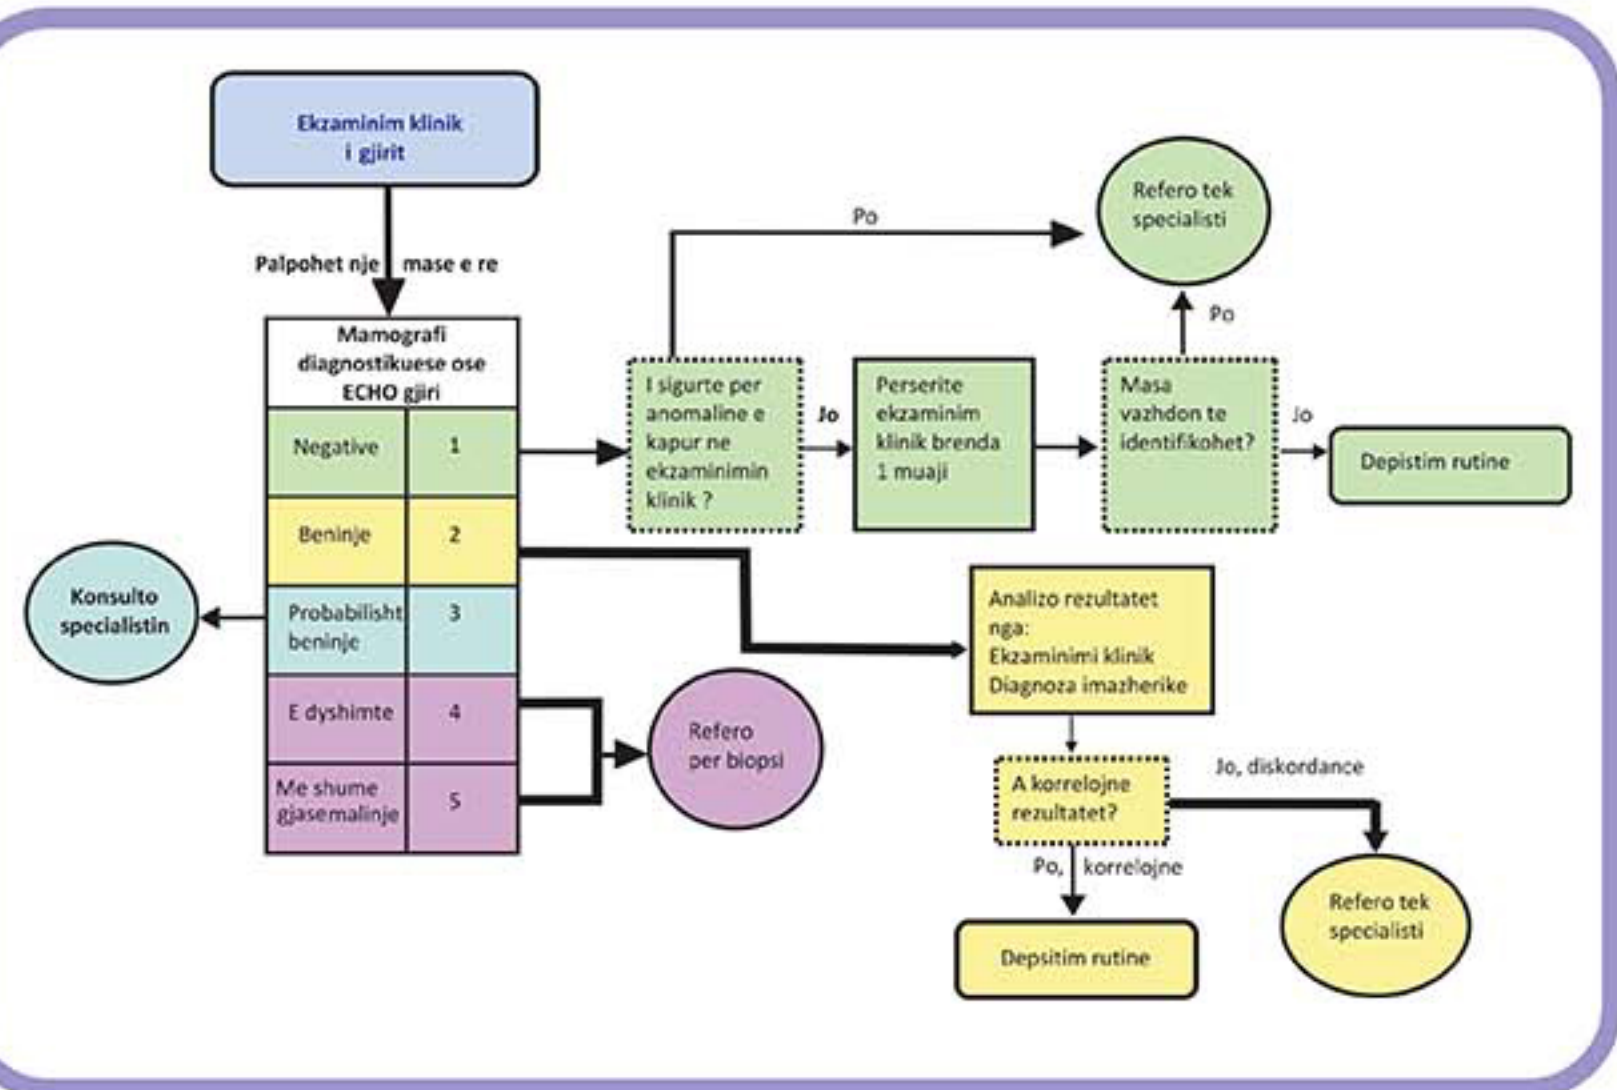 Ekzaminim klinik
i gjirit
Palpohet nje mase e re
Mamografi
diagnostikuese ose
ECHO gjiri
Negative 1
Beninje 2
Probabilisht 3
beninje
E dyshimte 4
Me shume 5
gjasemalinje
Konsulto
specialistin
Refero
per biopsi
I sigurte per
anomaline e
kapur ne
ekzaminimin
klinik ?
Po
Jo
Perserite
ekzaminim
klinik brenda
1 muaji
Masa
vazhdon te
identifikohet?
Po
Refero tek
specialisti
Jo
Depistim rutine
Analizo rezultatet
nga:
Ekzaminimi klinik
Diagnoza imazherike
A korrelojne
rezultatet?
Jo, diskordance
Po, korrelojne
Refero tek
specialisti
Depsitim rutine